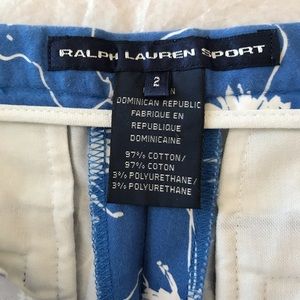 RALPH LAUREN SPORT
2
DOMINICAN REPUBLIC
FABRIQUE EN
REPUBLIQUE
DOMINICAINE
97% COTTON/
97% COTON
3% POLYURETHANE/
3% POLYURETHANE